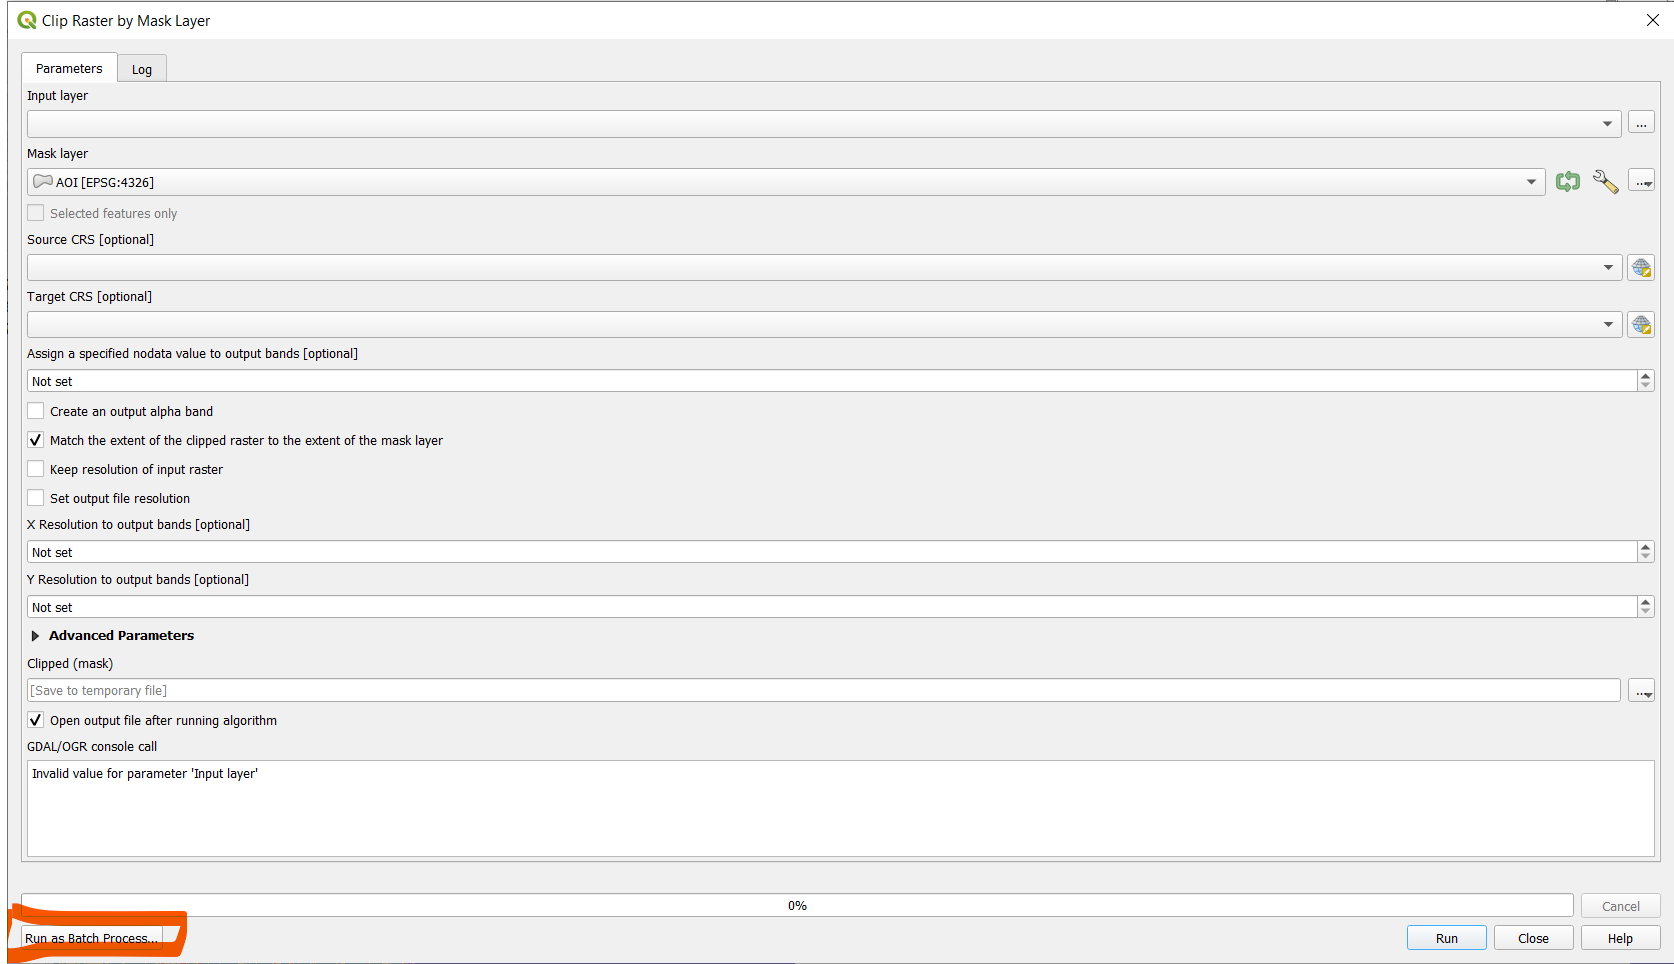 Clip Raster by Mask Layer
Parameters Log
Input layer
...
Mask layer
AOI [EPSG:4326]
...
Selected features only
Source CRS [optional]
Target CRS [optional]
Assign a specified nodata value to output bands [optional]
Not set
Create an output alpha band
Match the extent of the clipped raster to the extent of the mask layer
Keep resolution of input raster
Set output file resolution
X Resolution to output bands [optional]
Not set
Y Resolution to output bands [optional]
Not set
Advanced Parameters
Clipped (mask)
[Save to temporary file]
...
Open output file after running algorithm
GDAL/OGR console call
Invalid value for parameter 'Input layer'
0% Cancel
Run as Batch Process... Run Close Help